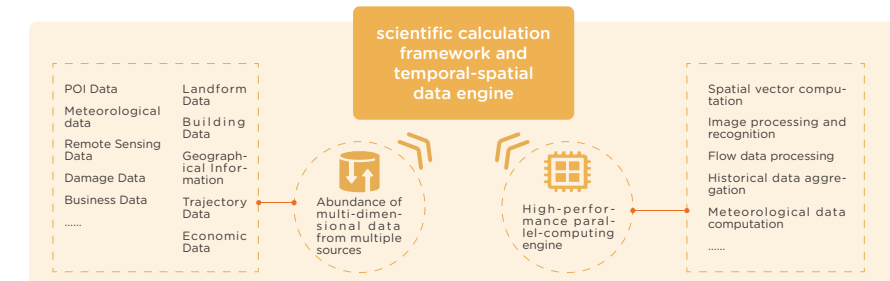 scientific calculation
framework and
temporal-spatial
data engine
POI Data
Meteorological
data
Remote Sensing
Data
Damage Data
Business Data
......
Landform
Data
Building
Data
Geograph-
ical Infor-
mation
Trajectory
Data
Economic
Data
Abundance of
multi-dimen-
sional data
from multiple
sources
High-perfor-
mance paral-
lel-computing
engine
Spatial vector compu-
tation
Image processing and
recognition
Flow data processing
Historical data aggre-
gation
Meteorological data
computation
......